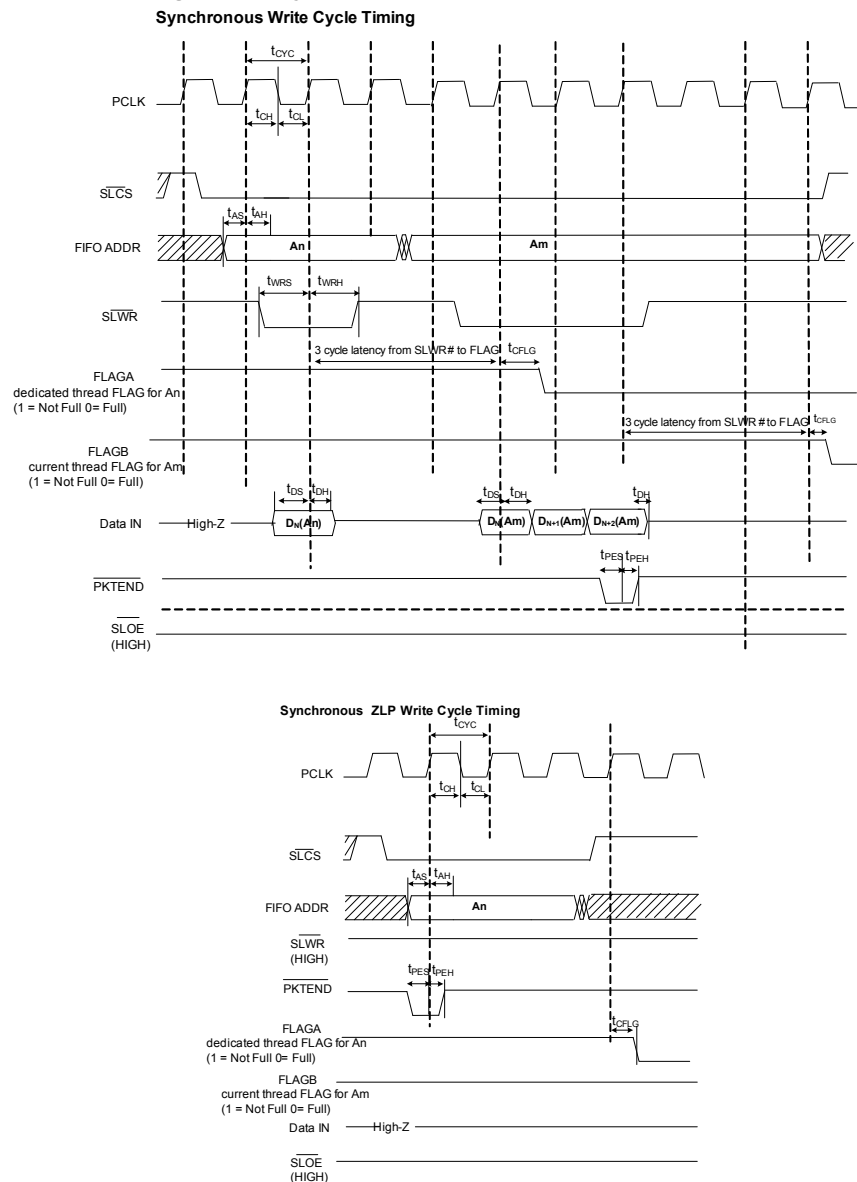 Synchronous Write Cycle Timing
tCYC
PCLK
tCH tCL
SLCS
tAS tAH
FIFO ADDR An Am
tWRS tWRH
SLWR
3 cycle latency from SLWR# to FLAG tCFLG
FLAGA
dedicated thread FLAG for An
(1 = Not Full 0= Full)
3 cycle latency from SLWR # to FLAG tCFLG
FLAGB
current thread FLAG for Am
(1 = Not Full 0= Full)
tDS tDH tDS tDH tDH
Data IN High-Z DN(An) DN(Am) DN+1(Am) DN+2(Am)
tPES tPEH
PKTEND
SLOE
(HIGH)
Synchronous ZLP Write Cycle Timing
tCYC
PCLK
tCH tCL
SLCS
tAS tAH
FIFO ADDR An
SLWR
(HIGH)
tPES tPEH
PKTEND
FLAGA
dedicated thread FLAG for An
(1 = Not Full 0= Full)
tCFLG
FLAGB
current thread FLAG for Am
(1 = Not Full 0= Full)
Data IN High-Z
SLOE
(HIGH)